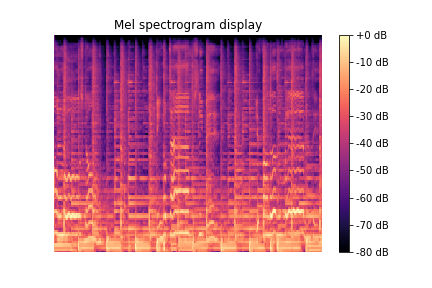 Mel spectrogram display
+0 dB
-10 dB
-20 dB
-30 dB
-40 dB
-50 dB
-60 dB
-70 dB
-80 dB